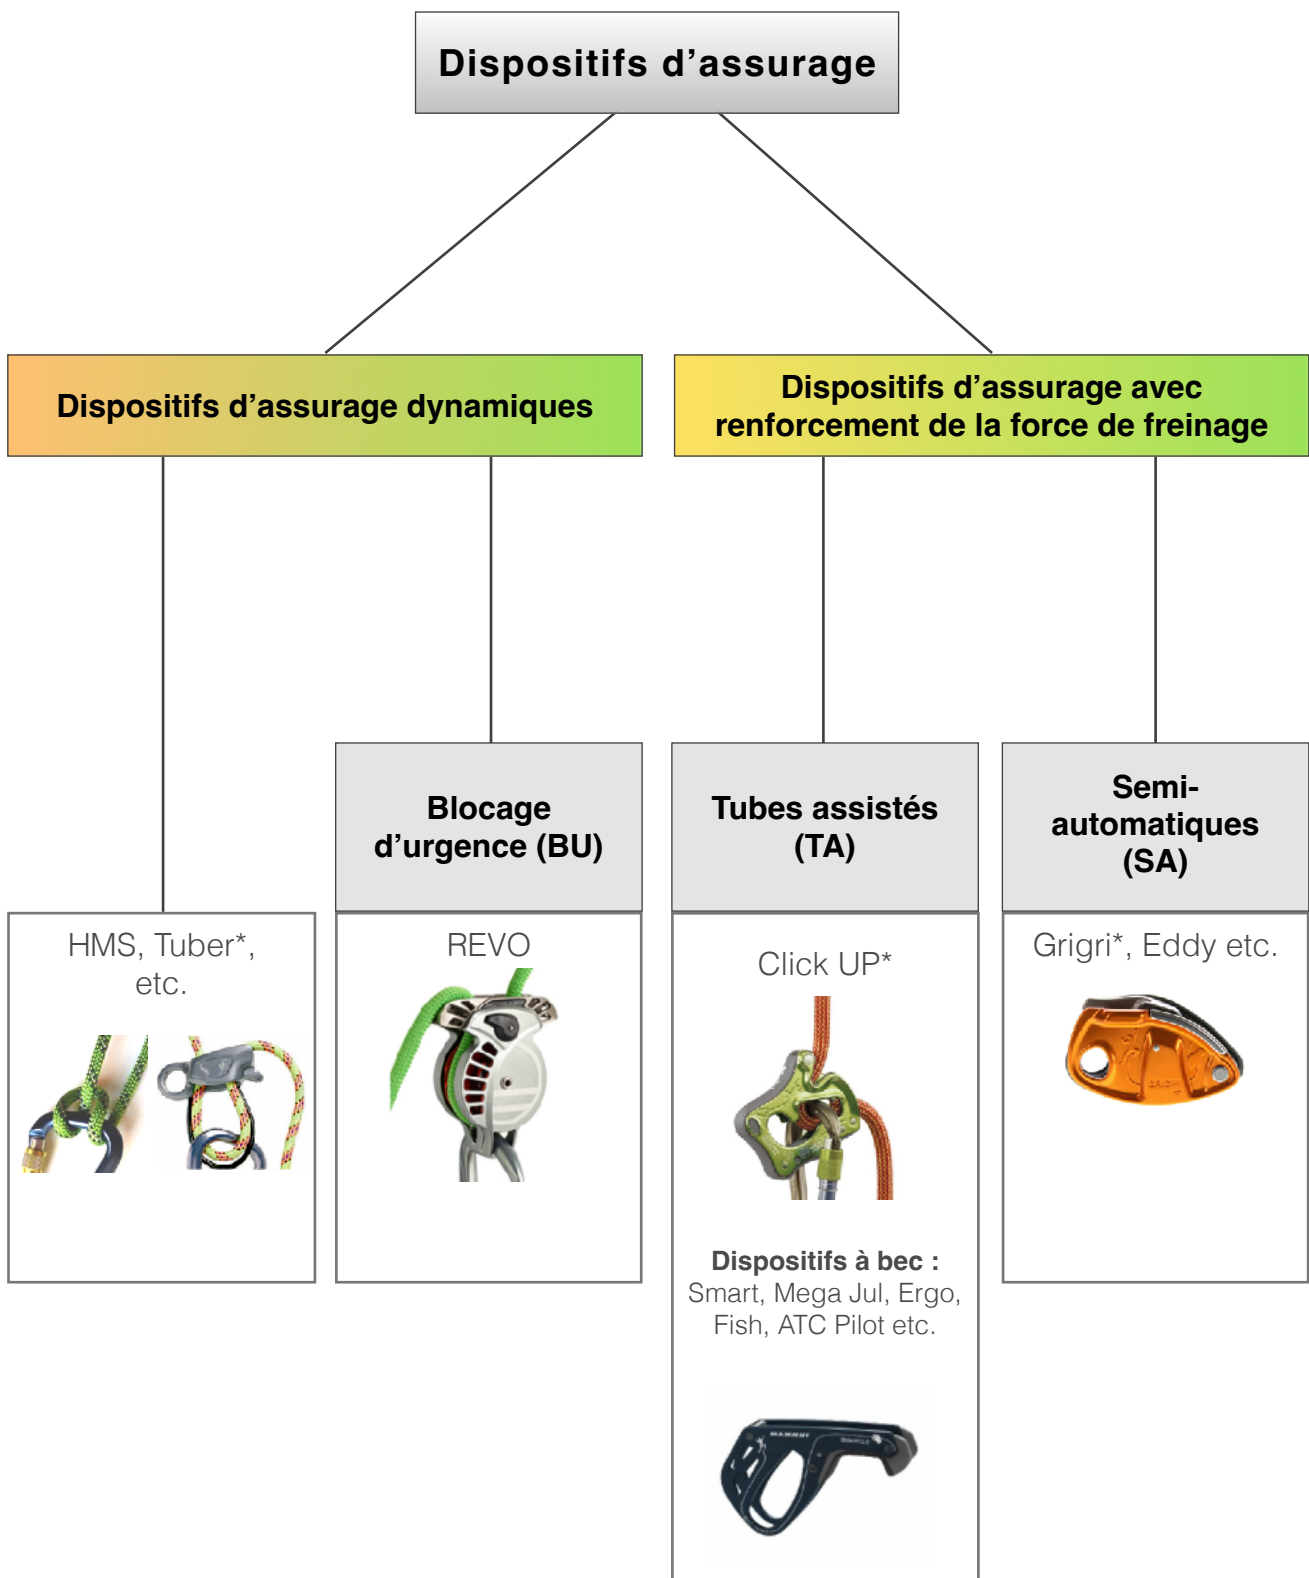 Dispositifs d'assurage
Dispositifs d'assurage dynamiques
Dispositifs d'assurage avec
renforcement de la force de freinage
Blocage
d'urgence (BU)
Tubes assistés
(TA)
Semi-
automatiques
(SA)
HMS, Tuber*,
etc.
REVO
Click UP*
Dispositifs à bec :
Smart, Mega Jul, Ergo,
Fish, ATC Pilot etc.
MAMMUT
Grigri*, Eddy etc.